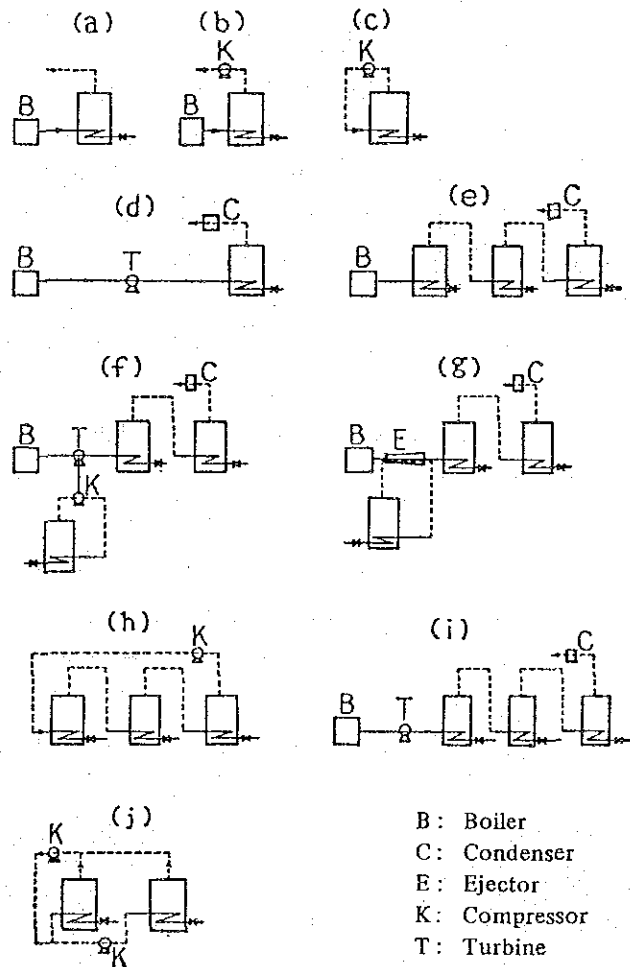 (a) (b) (c)
K K
B B
(d) (e)
C C
B T B
(f) (g)
C C
B T B E
K
(h) (i)
K C
B T
(j)
K
K
B: Boiler
C: Condenser
E: Ejector
K: Compressor
T: Turbine